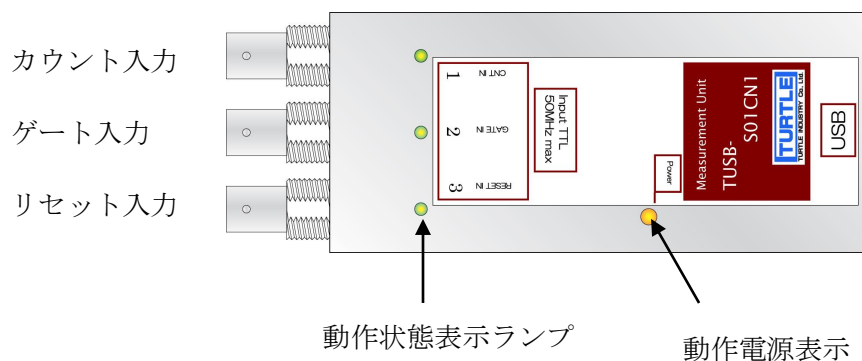 カウント入力
ゲート入力
リセット入力
1 CNT IN
2 GATE IN
3 RESET IN
Input TTL
50MHz max
Power
Measurement Unit
TUSB-
S01CN1
TURTLE
TURTLE INDUSTRY Co., Ltd.
USB
動作状態表示ランプ
動作電源表示